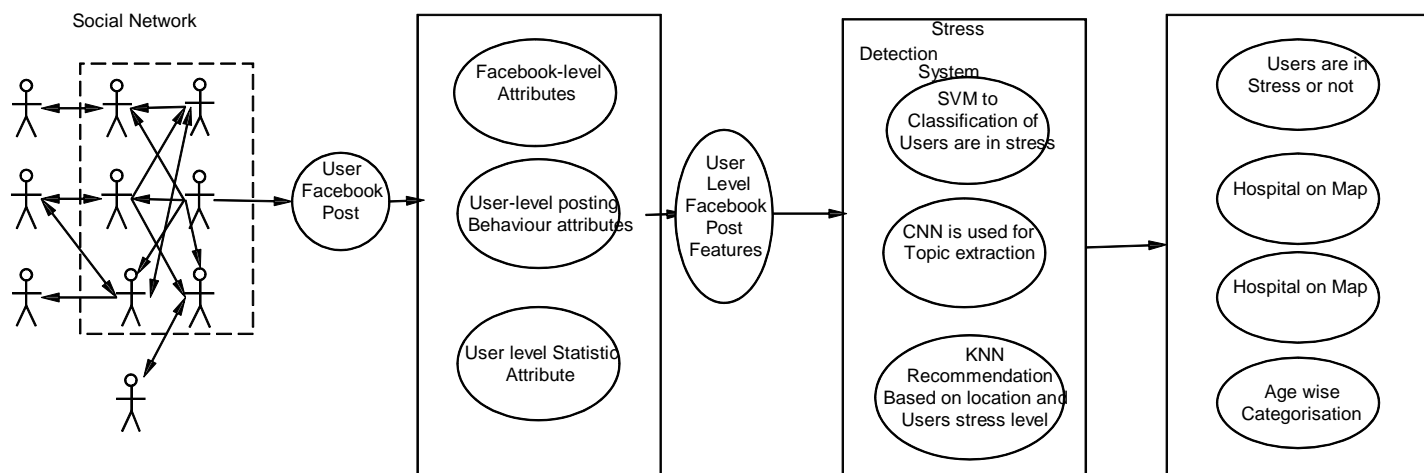 Social Network
User
Facebook
Post
Facebook-level
Attributes
User-level posting
Behaviour attributes
User level Statistic
Attribute
User
Level
Facebook
Post
Features
Stress
Detection
System
SVM to
Classification of
Users are in stress
CNN is used for
Topic extraction
KNN
Recommendation
Based on location and
Users stress level
Users are in
Stress or not
Hospital on Map
Hospital on Map
Age wise
Categorisation